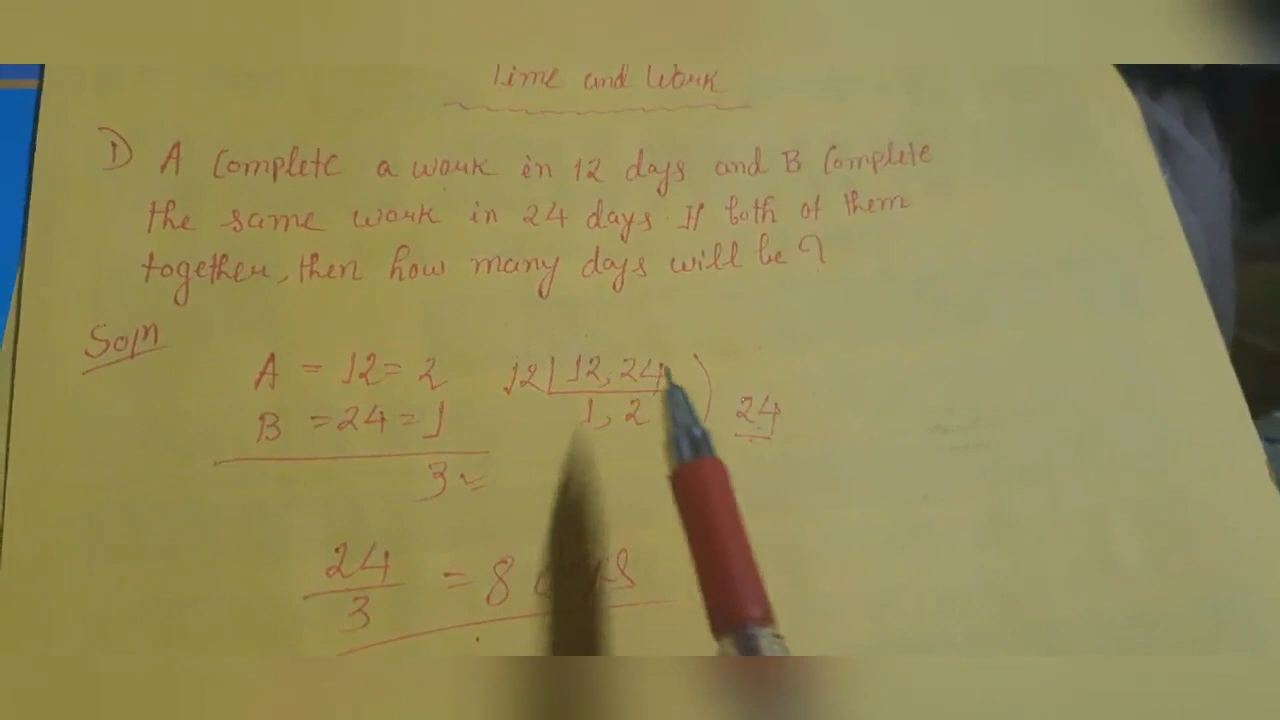 Time and Work
1) A Complete a work in 12 days and B Complete
the same work in 24 days. If both of them
together, then how many days will be?
Soln
A = 12 = 2
B = 24 = 1
3
12 | 12, 24
1, 2
24
24
3
= 8 days